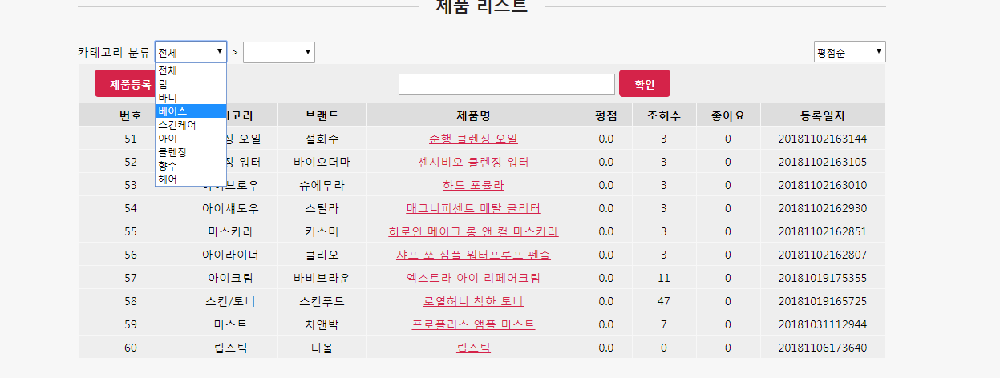 제품 리스트
카테고리 분류 전체 > 평점순
전체
립
바디
베이스
스킨케어
아이
클렌징
향수
헤어
제품등록 확인
번호 고리 브랜드 제품명 평점 조회수 좋아요 등록일자
51 징 오일 설화수 순행 클렌징 오일 0.0 3 0 20181102163144
52 징 워터 바이오더마 센시비오 클렌징 워터 0.0 3 0 20181102163105
53 아이브로우 슈에무라 하드 포뮬라 0.0 3 0 20181102163010
54 아이섀도우 스틸라 매그니피센트 메탈 글리터 0.0 3 0 20181102162930
55 마스카라 키스미 히로인 메이크 롱 앤 컬 마스카라 0.0 3 0 20181102162851
56 아이라이너 클리오 샤프 쏘 심플 워터프루프 펜슬 0.0 3 0 20181102162807
57 아이크림 바비브라운 엑스트라 아이 리페어크림 0.0 11 0 20181019175355
58 스킨/토너 스킨푸드 로열허니 착한 토너 0.0 47 0 20181019165725
59 미스트 차앤박 프로폴리스 앰플 미스트 0.0 7 0 20181031112944
60 립스틱 디올 립스틱 0.0 0 0 20181106173640